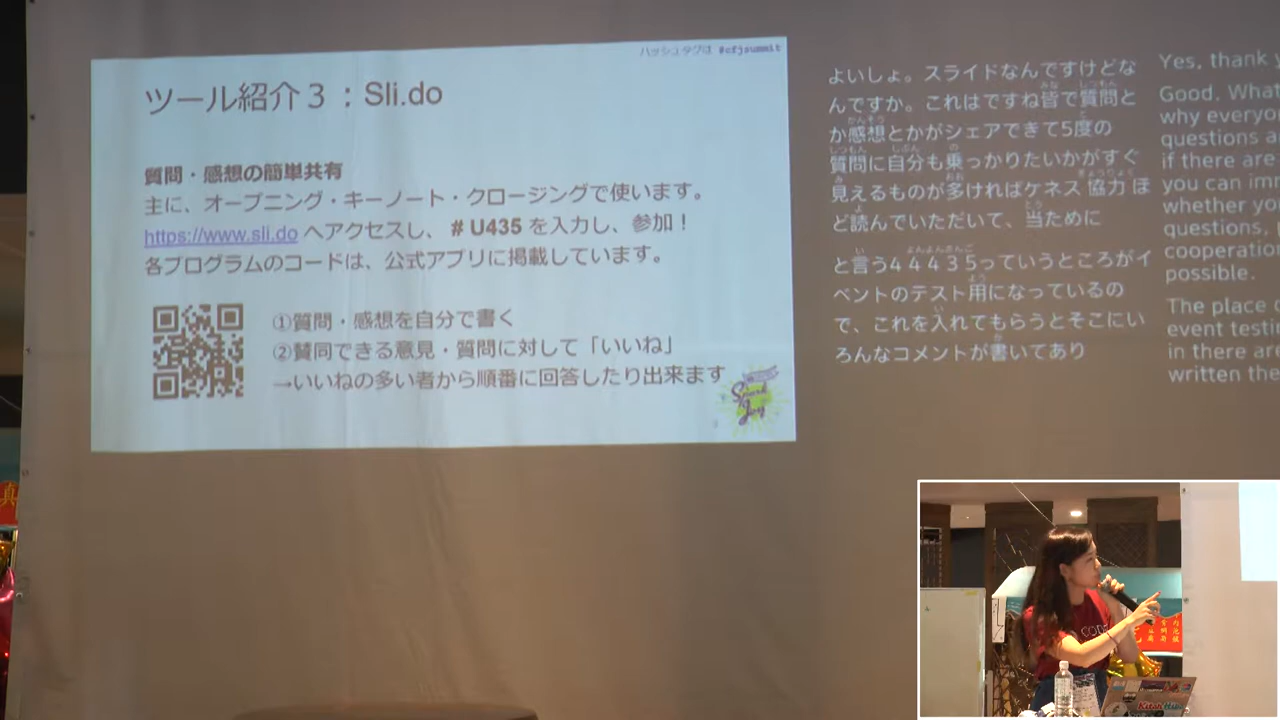 ハッシュタグは #cfjsummit
ツール紹介3：Sli.do
質問・感想の簡単共有
主に、オープニング・キーノート・クロージングで使います。
https://www.sli.do へアクセスし、 # U435 を入力し、参加！
各プログラムのコードは、公式アプリに掲載しています。
①質問・感想を自分で書く
②賛同できる意見・質問に対して「いいね」
→いいねの多い者から順番に回答したり出来ます
よいしょ。スライドなんですけどな
んですか。これはですね皆で質問と
か感想とかがシェアできて5度の
質問に自分も乗っかりたいかがすぐ
見えるものが多ければケネス 協力 ほ
ど読んでいただいて、当ために
と言う４４４３５っていうところがイ
ベントのテスト用になっているの
で、これを入れてもらうとそこにい
ろんなコメントが書いてあり
Yes, thank
Good. What
why everyo
questions a
if there are
you can im
whether yo
questions,
cooperatio
possible.
The place
event testi
in there are
written the
CODE